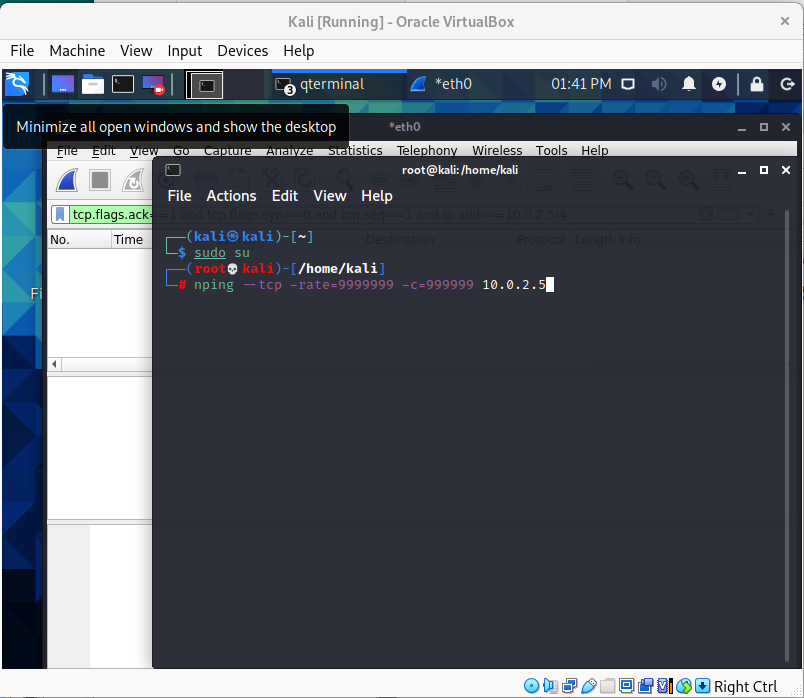 Kali [Running] - Oracle VirtualBox
File Machine View Input Devices Help
qterminal
3
*eth0
01:41 PM
Minimize all open windows and show the desktop
*eth0
File Edit View Go Capture Analyze Statistics Telephony Wireless Tools Help
root@kali: /home/kali
File Actions Edit View Help
tcp.flags.ack==1 and tcp.flags.syn==0 and tcp.seq==1 and ip.addr==10.0.2.5/4
No. Time Destination Protocol Length Info
(kali㉿kali)-[~]
$ sudo su
(root💀kali)-[/home/kali]
# nping --tcp -rate=9999999 -c=999999 10.0.2.5
Fi
Right Ctrl